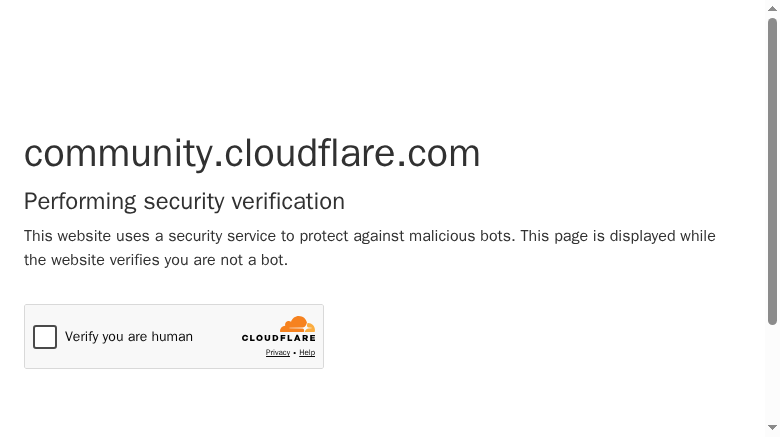 community.cloudflare.com
Performing security verification
This website uses a security service to protect against malicious bots. This page is displayed while
the website verifies you are not a bot.
Verify you are human
CLOUDFLARE
Privacy • Help